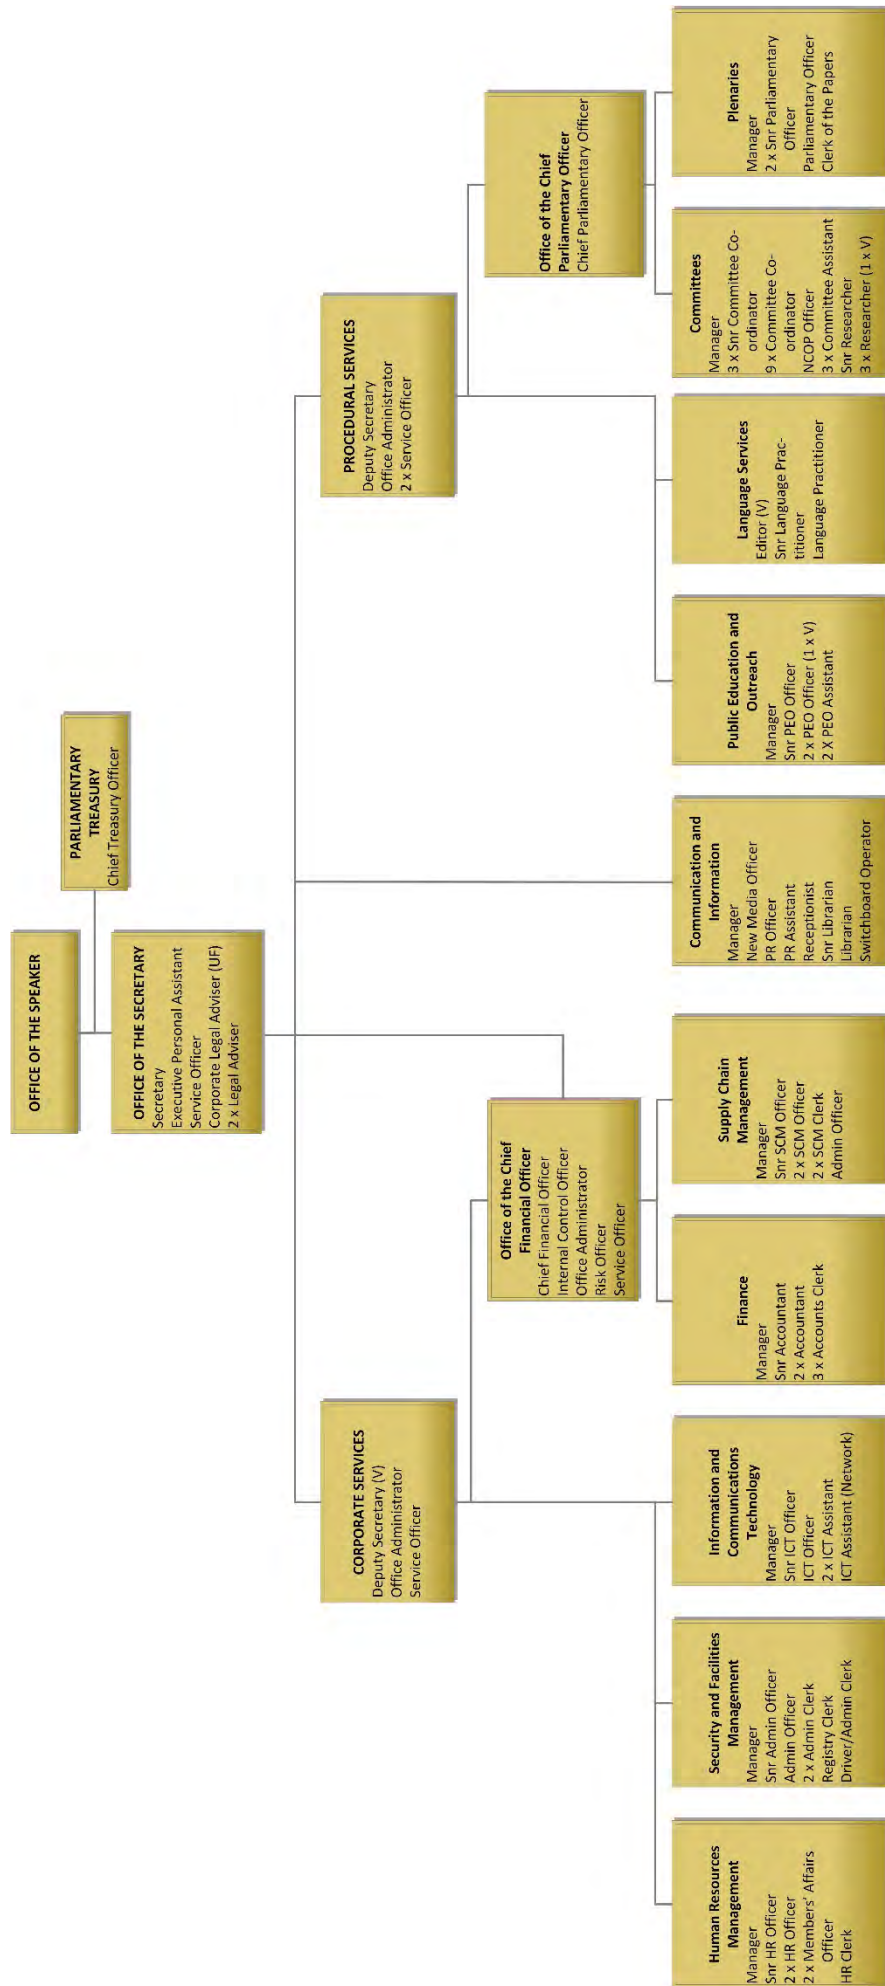 OFFICE OF THE SPEAKER
PARLIAMENTARY
TREASURY
Chief Treasury Officer
OFFICE OF THE SECRETARY
Secretary
Executive Personal Assistant
Service Officer
Corporate Legal Adviser (UF)
2 x Legal Adviser
CORPORATE SERVICES
Deputy Secretary (V)
Office Administrator
Service Officer
PROCEDURAL SERVICES
Deputy Secretary
Office Administrator
2 x Service Officer
Office of the Chief
Financial Officer
Chief Financial Officer
Internal Control Officer
Office Administrator
Risk Officer
Service Officer
Office of the Chief
Parliamentary Officer
Chief Parliamentary Officer
Human Resources
Management
Manager
Snr HR Officer
2 x HR Officer
2 x Members’ Affairs
Officer
HR Clerk
Security and Facilities
Management
Manager
Snr Admin Officer
Admin Officer
2 x Admin Clerk
Registry Clerk
Driver/Admin Clerk
Information and
Communications
Technology
Manager
Snr ICT Officer
ICT Officer
2 x ICT Assistant
ICT Assistant (Network)
Finance
Manager
Snr Accountant
2 x Accountant
3 x Accounts Clerk
Supply Chain
Management
Manager
Snr SCM Officer
2 x SCM Officer
2 x SCM Clerk
Admin Officer
Communication and
Information
Manager
New Media Officer
PR Officer
PR Assistant
Receptionist
Snr Librarian
Librarian
Switchboard Operator
Public Education and
Outreach
Manager
Snr PEO Officer
2 x PEO Officer (1 x V)
2 X PEO Assistant
Language Services
Editor (V)
Snr Language Prac-
titioner
Language Practitioner
Committees
Manager
3 x Snr Committee Co-
ordinator
9 x Committee Co-
ordinator
NCOP Officer
3 x Committee Assistant
Snr Researcher
3 x Researcher (1 x V)
Plenaries
Manager
2 x Snr Parliamentary
Officer
Parliamentary Officer
Clerk of the Papers